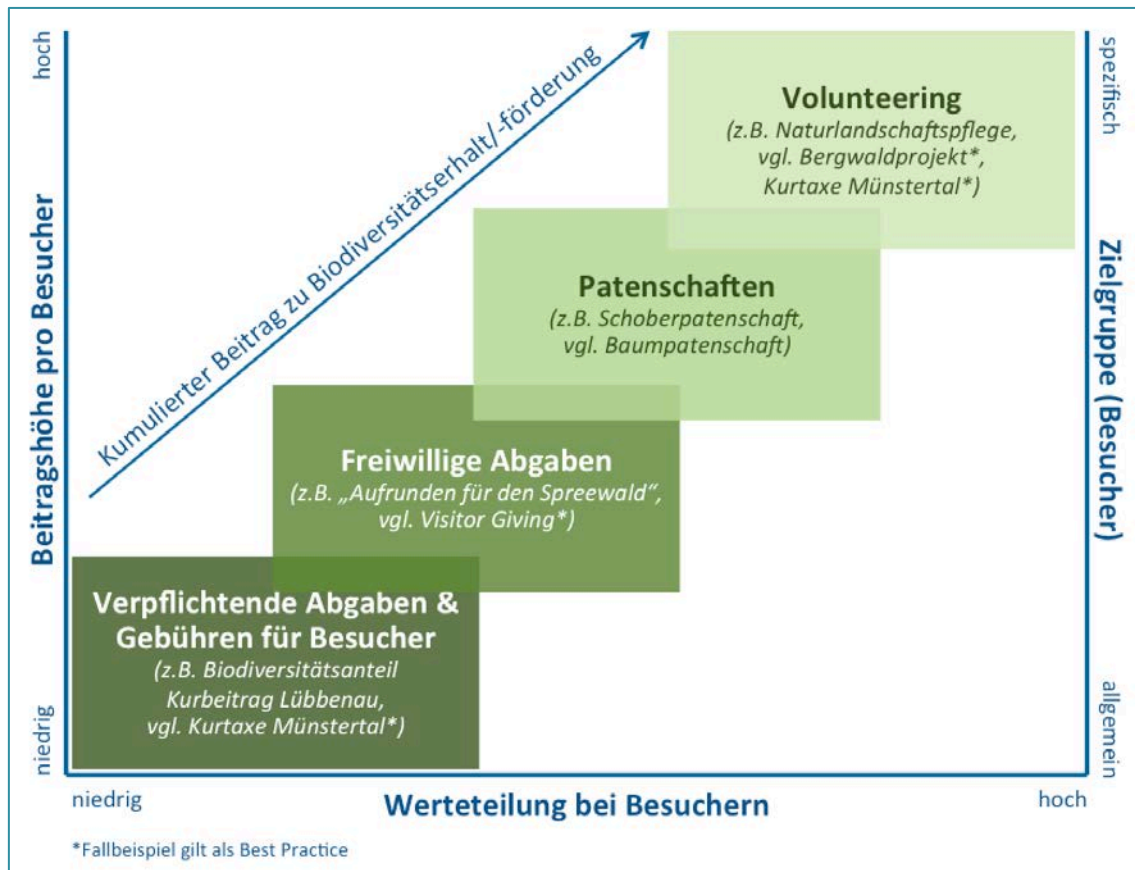 hoch
Beitragshöhe pro Besucher
niedrig
Kumulierter Beitrag zu Biodiversitätserhalt/-förderung
Volunteering
(z.B. Naturlandschaftspflege,
vgl. Bergwaldprojekt*,
Kurtaxe Münstertal*)
Patenschaften
(z.B. Schoberpatenschaft,
vgl. Baumpatenschaft)
Freiwillige Abgaben
(z.B. „Aufrunden für den Spreewald“,
vgl. Visitor Giving*)
Verpflichtende Abgaben &
Gebühren für Besucher
(z.B. Biodiversitätsanteil
Kurbeitrag Lübbenau,
vgl. Kurtaxe Münstertal*)
spezifisch
Zielgruppe (Besucher)
allgemein
niedrig
Werteteilung bei Besuchern
hoch
*Fallbeispiel gilt als Best Practice